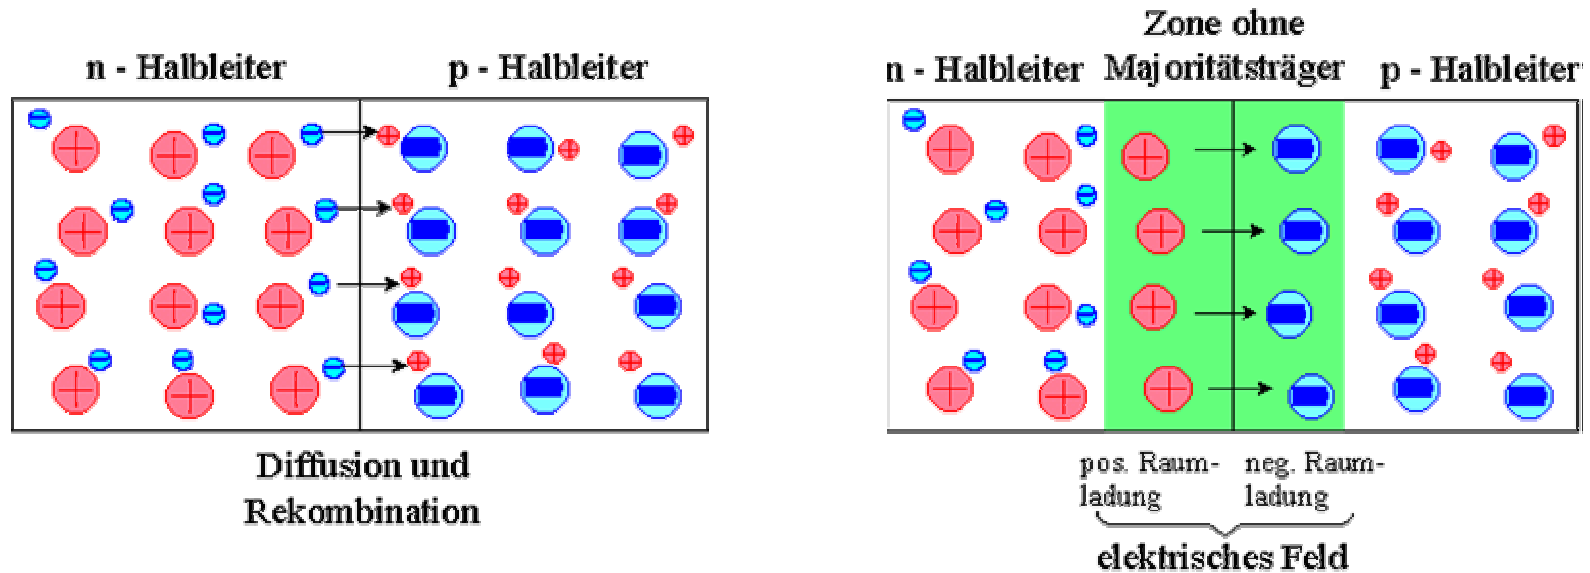 n - Halbleiter
p - Halbleiter
Diffusion und
Rekombination
Zone ohne
Majoritätsträger
n - Halbleiter
p - Halbleiter
pos. Raum-
ladung
neg. Raum-
ladung
elektrisches Feld